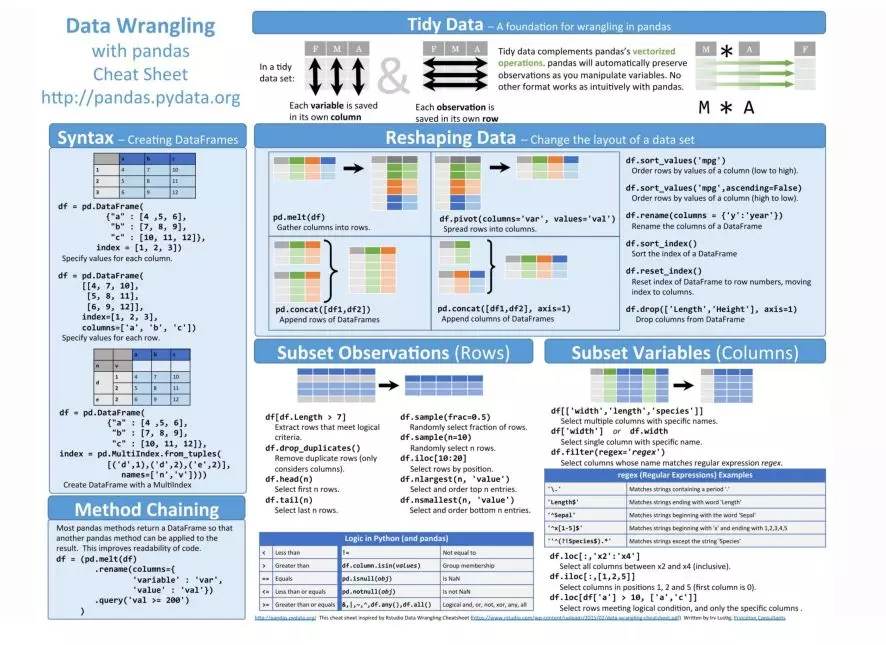 Data Wrangling
with pandas
Cheat Sheet
http://pandas.pydata.org
Tidy Data – A foundation for wrangling in pandas
In a tidy
data set:
F M A
&
F M A
Each variable is saved
in its own column
Each observation is
saved in its own row
Tidy data complements pandas's vectorized
operations. pandas will automatically preserve
observations as you manipulate variables. No
other format works as intuitively with pandas.
M * A F
M * A
Syntax – Creating DataFrames
a b c
1 4 7 10
2 5 8 11
3 6 9 12
df = pd.DataFrame(
{"a" : [4 ,5, 6],
"b" : [7, 8, 9],
"c" : [10, 11, 12]},
index = [1, 2, 3])
Specify values for each column.
df = pd.DataFrame(
[[4, 7, 10],
[5, 8, 11],
[6, 9, 12]],
index=[1, 2, 3],
columns=['a', 'b', 'c'])
Specify values for each row.
a b c
n v
d 1 4 7 10
2 5 8 11
e 2 6 9 12
df = pd.DataFrame(
{"a" : [4 ,5, 6],
"b" : [7, 8, 9],
"c" : [10, 11, 12]},
index = pd.MultiIndex.from_tuples(
[('d',1),('d',2),('e',2)],
names=['n','v'])))
Create DataFrame with a MultiIndex
Method Chaining
Most pandas methods return a DataFrame so that
another pandas method can be applied to the
result. This improves readability of code.
df = (pd.melt(df)
.rename(columns={
'variable' : 'var',
'value' : 'val'})
.query('val >= 200')
)
Reshaping Data – Change the layout of a data set
pd.melt(df)
Gather columns into rows.
df.pivot(columns='var', values='val')
Spread rows into columns.
pd.concat([df1,df2])
Append rows of DataFrames
pd.concat([df1,df2], axis=1)
Append columns of DataFrames
df.sort_values('mpg')
Order rows by values of a column (low to high).
df.sort_values('mpg',ascending=False)
Order rows by values of a column (high to low).
df.rename(columns = {'y':'year'})
Rename the columns of a DataFrame
df.sort_index()
Sort the index of a DataFrame
df.reset_index()
Reset index of DataFrame to row numbers, moving
index to columns.
df.drop(['Length','Height'], axis=1)
Drop columns from DataFrame
Subset Observations (Rows)
df[df.Length > 7]
Extract rows that meet logical
criteria.
df.drop_duplicates()
Remove duplicate rows (only
considers columns).
df.head(n)
Select first n rows.
df.tail(n)
Select last n rows.
df.sample(frac=0.5)
Randomly select fraction of rows.
df.sample(n=10)
Randomly select n rows.
df.iloc[10:20]
Select rows by position.
df.nlargest(n, 'value')
Select and order top n entries.
df.nsmallest(n, 'value')
Select and order bottom n entries.
Logic in Python (and pandas)
< Less than != Not equal to
> Greater than df.column.isin(values) Group membership
== Equals pd.isnull(obj) Is NaN
<= Less than or equals pd.notnull(obj) Is not NaN
>= Greater than or equals &,|,~,^,df.any(),df.all() Logical and, or, not, xor, any, all
Subset Variables (Columns)
df[['width','length','species']]
Select multiple columns with specific names.
df['width'] or df.width
Select single column with specific name.
df.filter(regex='regex')
Select columns whose name matches regular expression regex.
regex (Regular Expressions) Examples
'\.' Matches strings containing a period '.'
'Length$' Matches strings ending with word 'Length'
'^Sepal' Matches strings beginning with the word 'Sepal'
'^x[1-5]$' Matches strings beginning with 'x' and ending with 1,2,3,4,5
''^(?!Species$).*' Matches strings except the string 'Species'
df.loc[:,'x2':'x4']
Select all columns between x2 and x4 (inclusive).
df.iloc[:,[1,2,5]]
Select columns in positions 1, 2 and 5 (first column is 0).
df.loc[df['a'] > 10, ['a','c']]
Select rows meeting logical condition, and only the specific columns .
http://pandas.pydata.org/ This cheat sheet inspired by Rstudio Data Wrangling Cheatsheet (https://www.rstudio.com/wp-content/uploads/2015/02/data-wrangling-cheatsheet.pdf) Written by Irv Lustig, Princeton Consultants